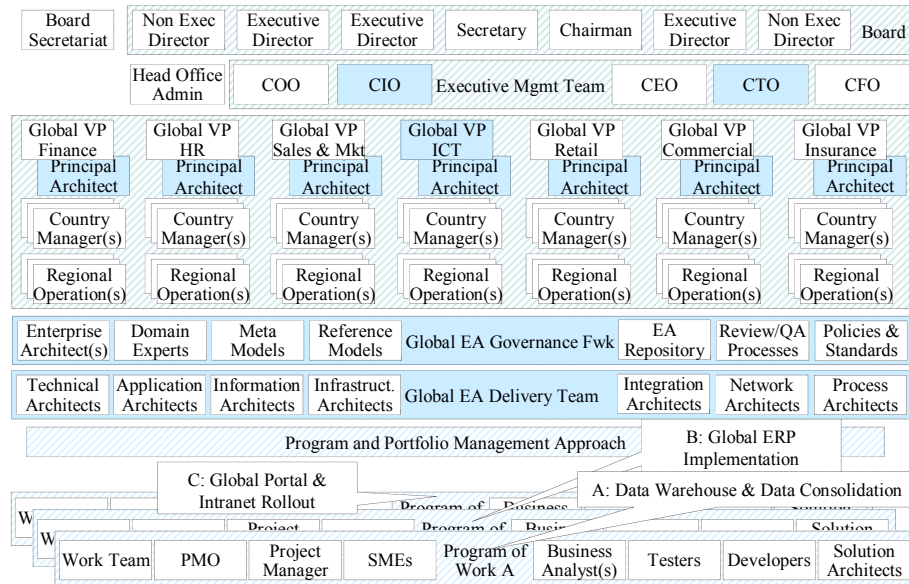 Board
Secretariat
Non Exec
Director
Executive
Director
Executive
Director
Secretary
Chairman
Executive
Director
Non Exec
Director
Board
Head Office
Admin
COO
CIO
Executive Mgmt Team
CEO
CTO
CFO
Global VP
Finance
Global VP
HR
Global VP
Sales & Mkt
Global VP
ICT
Global VP
Retail
Global VP
Commercial
Global VP
Insurance
Principal
Architect
Principal
Architect
Principal
Architect
Principal
Architect
Principal
Architect
Principal
Architect
Country
Manager(s)
Country
Manager(s)
Country
Manager(s)
Country
Manager(s)
Country
Manager(s)
Country
Manager(s)
Country
Manager(s)
Regional
Operation(s)
Regional
Operation(s)
Regional
Operation(s)
Regional
Operation(s)
Regional
Operation(s)
Regional
Operation(s)
Regional
Operation(s)
Enterprise
Architect(s)
Domain
Experts
Meta
Models
Reference
Models
Global EA Governance Fwk
EA
Repository
Review/QA
Processes
Policies &
Standards
Technical
Architects
Application
Architects
Information
Architects
Infrastruct.
Architects
Global EA Delivery Team
Integration
Architects
Network
Architects
Process
Architects
Program and Portfolio Management Approach
B: Global ERP
Implementation
C: Global Portal &
Intranet Rollout
A: Data Warehouse & Data Consolidation
Program of
Business
Solution
Project
Program of
Solution
Work Team
PMO
Project
Manager
SMEs
Program of
Work A
Business
Analyst(s)
Testers
Developers
Solution
Architects